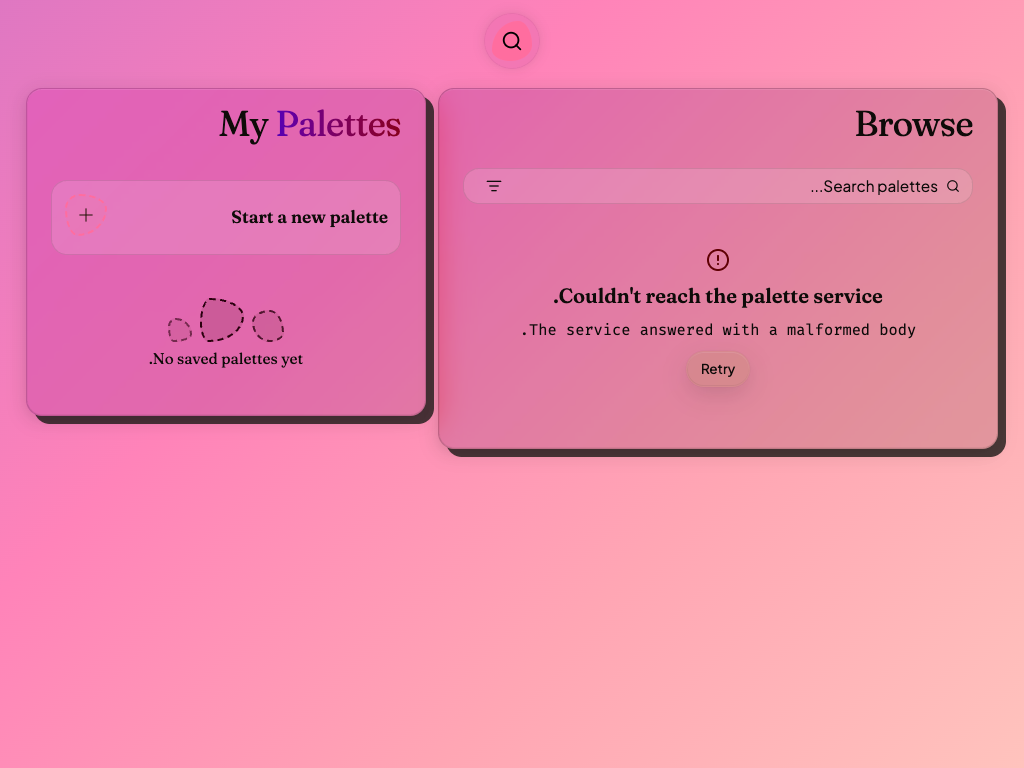 My Palettes
Start a new palette
.No saved palettes yet
Browse
...Search palettes
.Couldn't reach the palette service
.The service answered with a malformed body
Retry